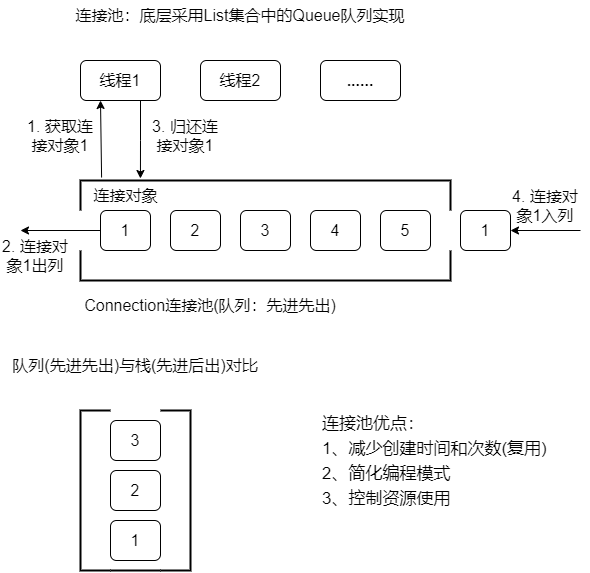 连接池：底层采用List集合中的Queue队列实现
线程1
线程2
......
1. 获取连
接对象1
3. 归还连
接对象1
连接对象
4. 连接对
象1入列
1
2
3
4
5
1
2. 连接对
象1出列
Connection连接池(队列：先进先出)
队列(先进先出)与栈(先进后出)对比
3
2
1
连接池优点：
1、减少创建时间和次数(复用)
2、简化编程模式
3、控制资源使用